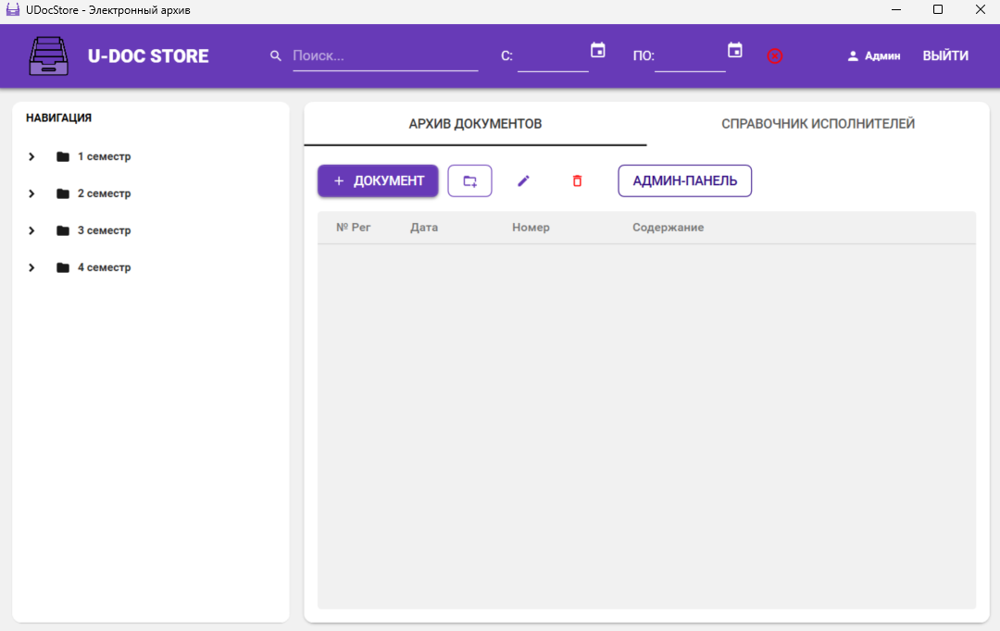 UDocStore - Электронный архив
U-DOC STORE
Поиск...
С:
ПО:
Админ
ВЫЙТИ
НАВИГАЦИЯ
1 семестр
2 семестр
3 семестр
4 семестр
АРХИВ ДОКУМЕНТОВ
СПРАВОЧНИК ИСПОЛНИТЕЛЕЙ
+ ДОКУМЕНТ
АДМИН-ПАНЕЛЬ
№ Рег
Дата
Номер
Содержание